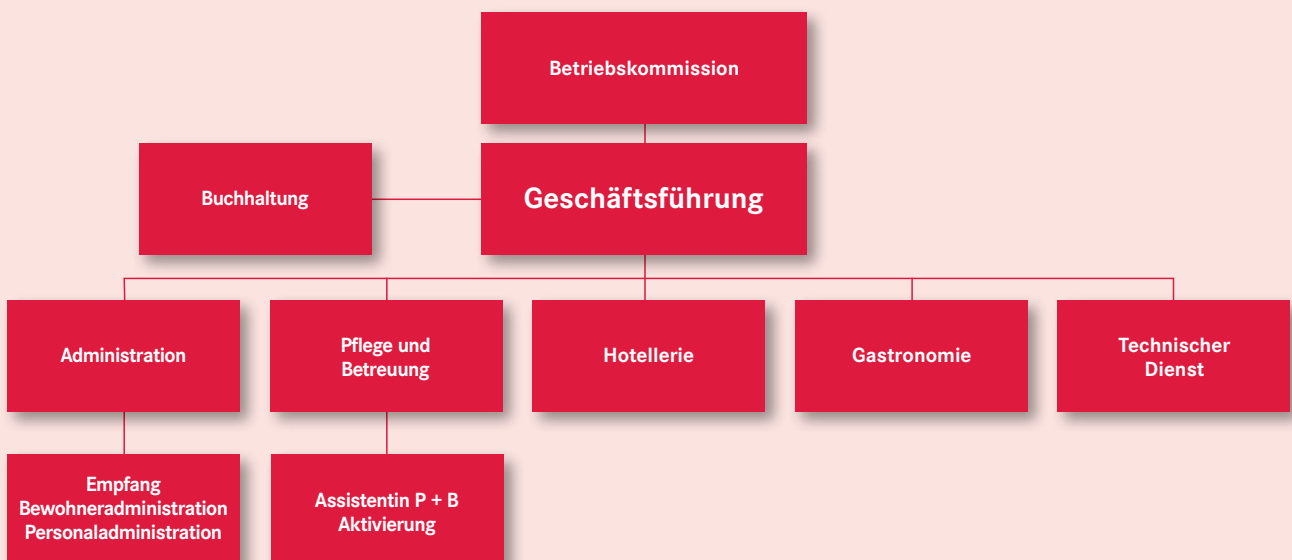 Betriebskommission
Buchhaltung
Geschäftsführung
Administration
Pflege und
Betreuung
Hotellerie
Gastronomie
Technischer
Dienst
Empfang
Bewohneradministration
Personaladministration
Assistentin P + B
Aktivierung